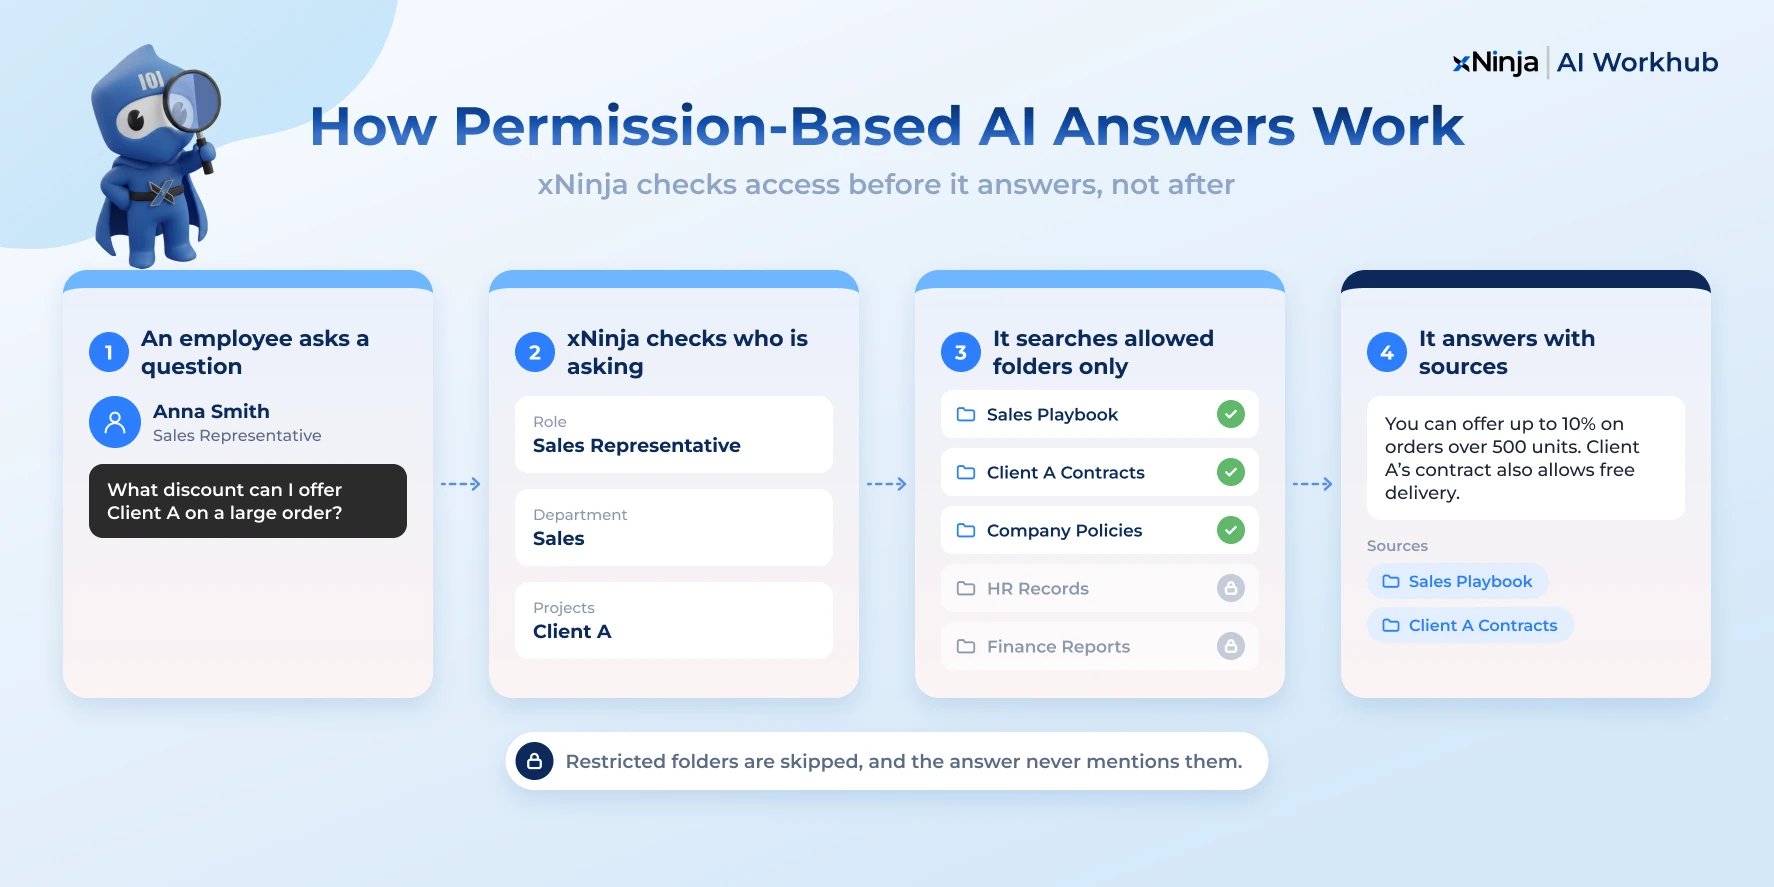 101
xNinja | AI Workhub
How Permission-Based AI Answers Work
xNinja checks access before it answers, not after
1
An employee asks a
question
Anna Smith
Sales Representative
What discount can I offer
Client A on a large order?
2
xNinja checks who is
asking
Role
Sales Representative
Department
Sales
Projects
Client A
3
It searches allowed
folders only
Sales Playbook
Client A Contracts
Company Policies
HR Records
Finance Reports
4
It answers with
sources
You can offer up to 10% on
orders over 500 units. Client
A’s contract also allows free
delivery.
Sources
Sales Playbook
Client A Contracts
Restricted folders are skipped, and the answer never mentions them.